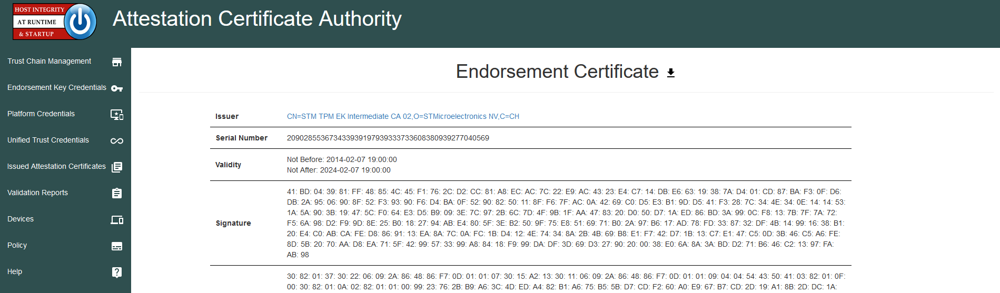 HOST INTEGRITY
AT RUNTIME
& STARTUP
Attestation Certificate Authority
Trust Chain Management
Endorsement Key Credentials
Platform Credentials
Unified Trust Credentials
Issued Attestation Certificates
Validation Reports
Devices
Policy
Help
Endorsement Certificate
Issuer
CN=STM TPM EK Intermediate CA 02,O=STMicroelectronics NV,C=CH
Serial Number
209028553673433939197939333733608380939277040569
Validity
Not Before: 2014-02-07 19:00:00
Not After: 2024-02-07 19:00:00
Signature
41: BD: 04: 39: 81: FF: 48: 85: 4C: 45: F1: 76: 2C: D2: CC: 81: A8: EC: AC: 7C: 22: E9: AC: 43: 23: E4: C7: 14: DB: E6: 63: 19: 38: 7A: D4: 01: CD: 87: BA: F3: 0F: D6:
DB: 2A: 95: 06: 90: 8F: 52: F3: 93: 90: F6: D4: BA: 0F: 52: 90: 82: 50: 11: 8F: F6: 7F: AC: 0A: 42: 69: C0: D5: E3: B1: 9D: D5: 41: F3: 28: 7C: 34: 4E: 34: 0E: 14: 14: 53:
1A: 5A: 90: 3B: 19: 47: 5C: F0: 64: E3: D5: B9: 09: 3E: 7C: 97: 2B: 6C: 7D: 4F: 9B: 1F: AA: 47: 83: 20: D0: 50: D7: 1A: ED: 86: BD: 3A: 99: 0C: F8: 13: 7B: 7F: 7A: 72:
F5: 6A: 98: D2: F9: 9D: 8E: 25: B0: 18: 27: 94: AB: E4: 80: 5F: 3E: B2: 50: 9F: 75: E8: 51: 69: 71: B0: 2A: 97: B6: 17: AD: 78: FD: 33: 87: 32: DF: 4B: 14: 99: 16: 38: B1:
20: E4: C0: AB: CA: FE: D8: 86: 91: 13: EA: 8A: 7C: 0A: FC: 1B: D4: 12: 4E: 74: 34: 8A: 2B: 4B: 69: B8: E1: F7: 42: D7: 1B: 13: C7: E1: 47: C5: 0D: 3B: 46: C5: A6: FE:
8D: 5B: 20: 70: AA: D8: EA: 71: 5F: 42: 99: 57: 33: 99: A8: 84: 18: F9: 99: DA: DF: 3D: 69: D3: 27: 90: 20: 00: 38: E0: 6A: 8A: 3A: BD: D2: 71: B6: 46: C2: 13: 97: FA:
AB: 98
30: 82: 01: 37: 30: 22: 06: 09: 2A: 86: 48: 86: F7: 0D: 01: 01: 07: 30: 15: A2: 13: 30: 11: 06: 09: 2A: 86: 48: 86: F7: 0D: 01: 01: 09: 04: 04: 54: 43: 50: 41: 03: 82: 01: 0F:
00: 30: 82: 01: 0A: 02: 82: 01: 01: 00: 99: 23: 76: 2B: B9: A6: 3C: 4D: ED: A4: 82: B1: A6: 75: B5: 5B: D7: CD: F2: 60: A0: E9: 67: B7: CD: 2D: 19: A1: 8B: 2D: DC: 1A: